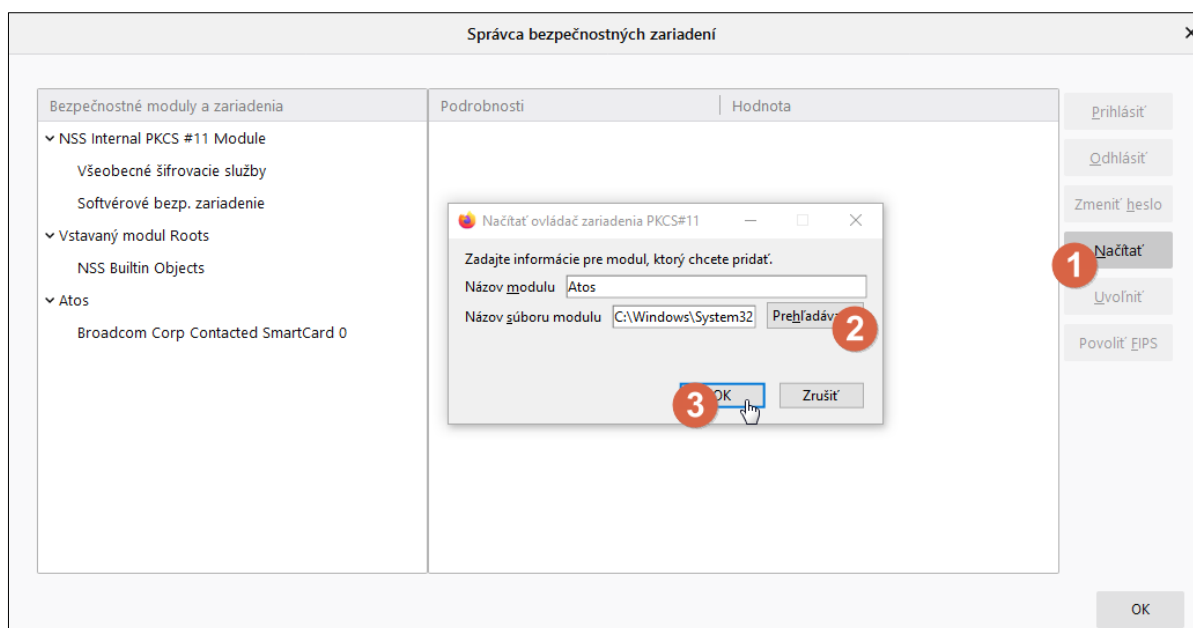 Správca bezpečnostných zariadení
Bezpečnostné moduly a zariadenia
Podrobnosti
Hodnota
NSS Internal PKCS #11 Module
Všeobecné šifrovacie služby
Softvérové bezp. zariadenie
Vstavaný modul Roots
NSS Builtin Objects
Atos
Broadcom Corp Contacted SmartCard 0
Načítať ovládač zariadenia PKCS#11
Zadajte informácie pre modul, ktorý chcete pridať.
Názov modulu Atos
Názov súboru modulu C:\Windows\System32
2
3 OK
Zrušiť
Prihlásiť
Odhlásiť
Zmeniť heslo
1 Načítať
Uvoľniť
Povoliť FIPS
OK